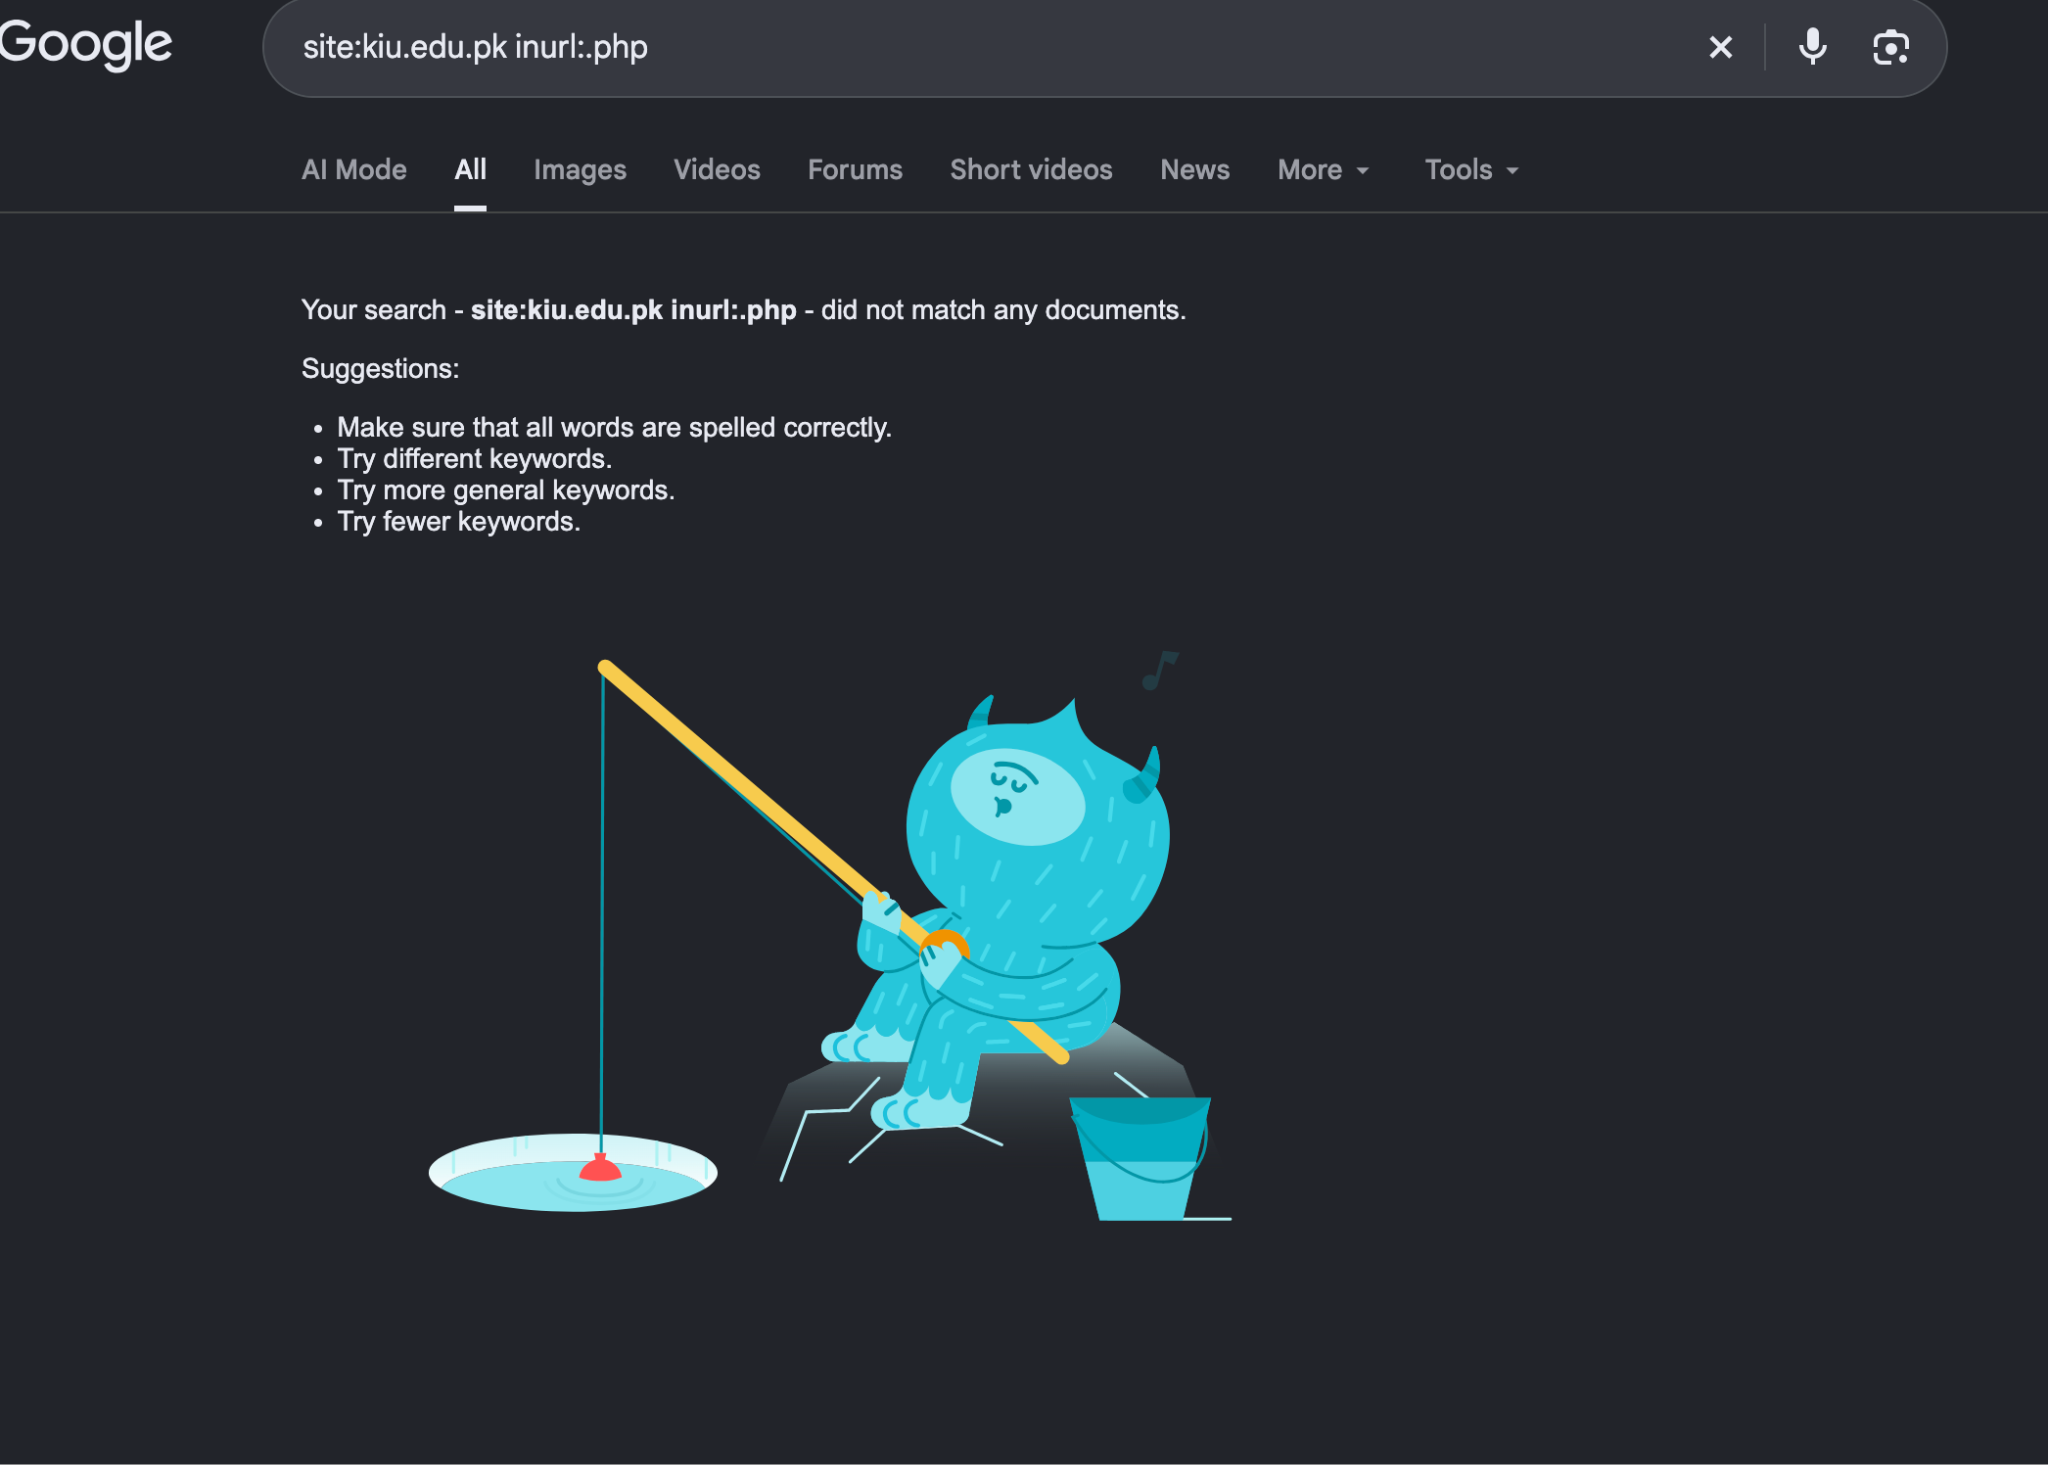 Google
site:kiu.edu.pk inurl:.php
AI Mode All Images Videos Forums Short videos News More Tools
Your search - site:kiu.edu.pk inurl:.php - did not match any documents.
Suggestions:
Make sure that all words are spelled correctly.
Try different keywords.
Try more general keywords.
Try fewer keywords.